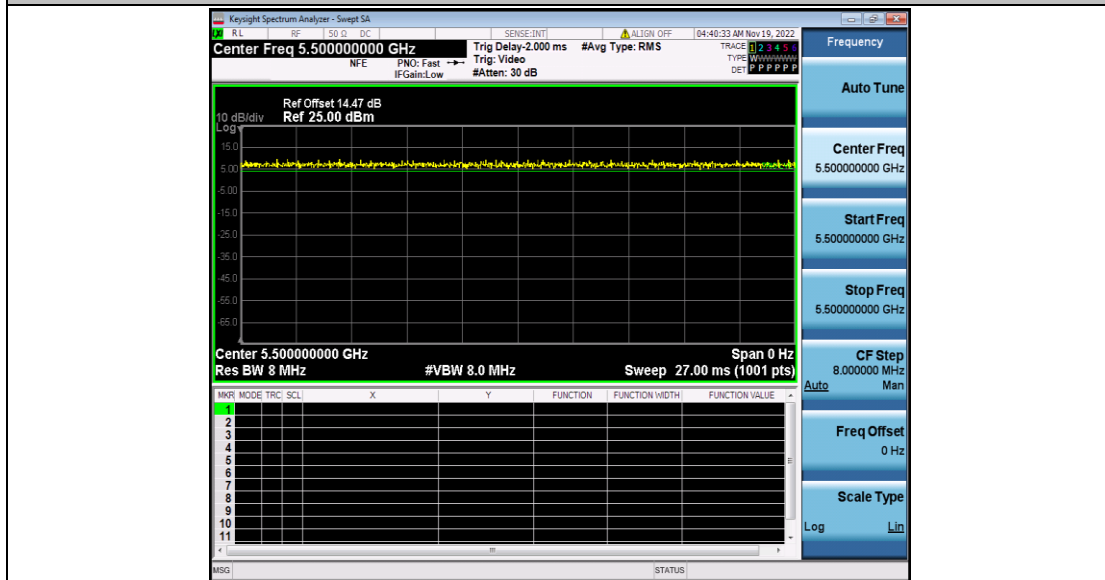 Keysight Spectrum Analyzer - Swept SA
RL RF 50 Ω DC SENSE:INT ALIGN OFF 04:40:33 AM Nov 19, 2022
Center Freq 5.500000000 GHz
NFE PNO: Fast IFGain:Low
Trig Delay-2.000 ms #Avg Type: RMS
Trig: Video
#Atten: 30 dB
TRACE 1 2 3 4 5 6
TYPE W
DET P P P P P P
Ref Offset 14.47 dB
10 dB/div Ref 25.00 dBm
Log
15.0
5.00
-5.00
-15.0
-25.0
-35.0
-45.0
-55.0
-65.0
Center 5.500000000 GHz Span 0 Hz
Res BW 8 MHz #VBW 8.0 MHz Sweep 27.00 ms (1001 pts)
MKR MODE TRC SCL X Y FUNCTION FUNCTION WIDTH FUNCTION VALUE
1
2
3
4
5
6
7
8
9
10
11
MSG STATUS
Frequency
Auto Tune
Center Freq
5.500000000 GHz
Start Freq
5.500000000 GHz
Stop Freq
5.500000000 GHz
CF Step
8.000000 MHz
Auto Man
Freq Offset
0 Hz
Scale Type
Log Lin